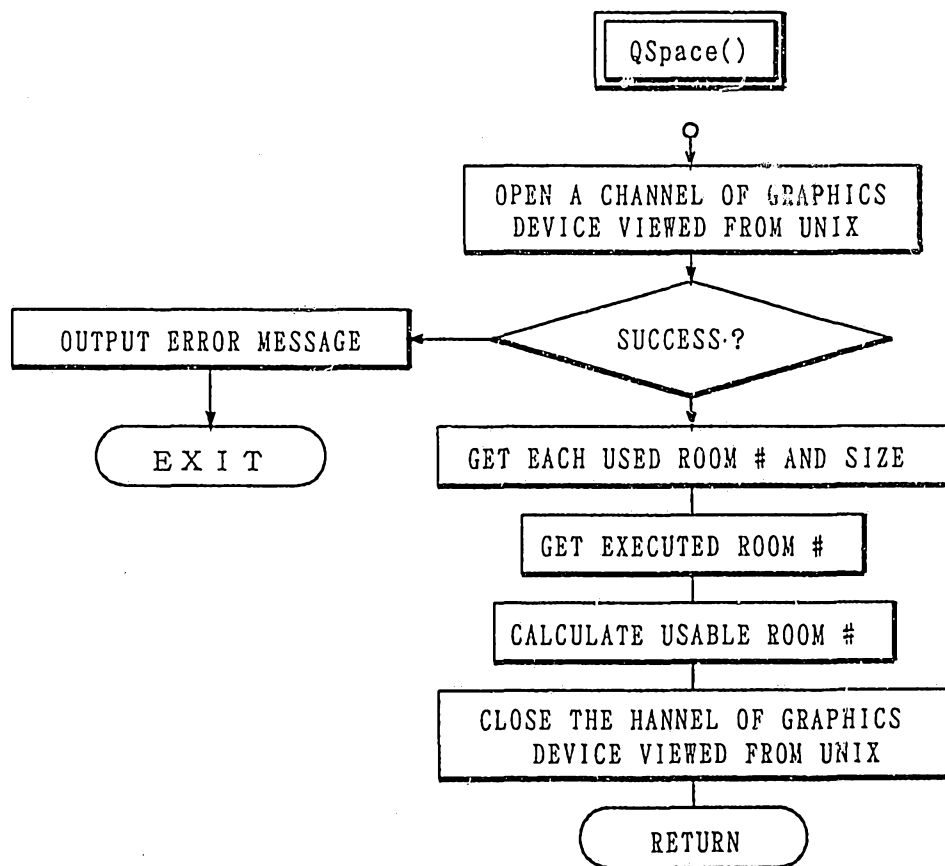 QSpace()
OPEN A CHANNEL OF GRAPHICS
DEVICE VIEWED FROM UNIX
SUCCESS.?
OUTPUT ERROR MESSAGE
EXIT
GET EACH USED ROOM # AND SIZE
GET EXECUTED ROOM #
CALCULATE USABLE ROOM #
CLOSE THE HANNEL OF GRAPHICS
DEVICE VIEWED FROM UNIX
RETURN